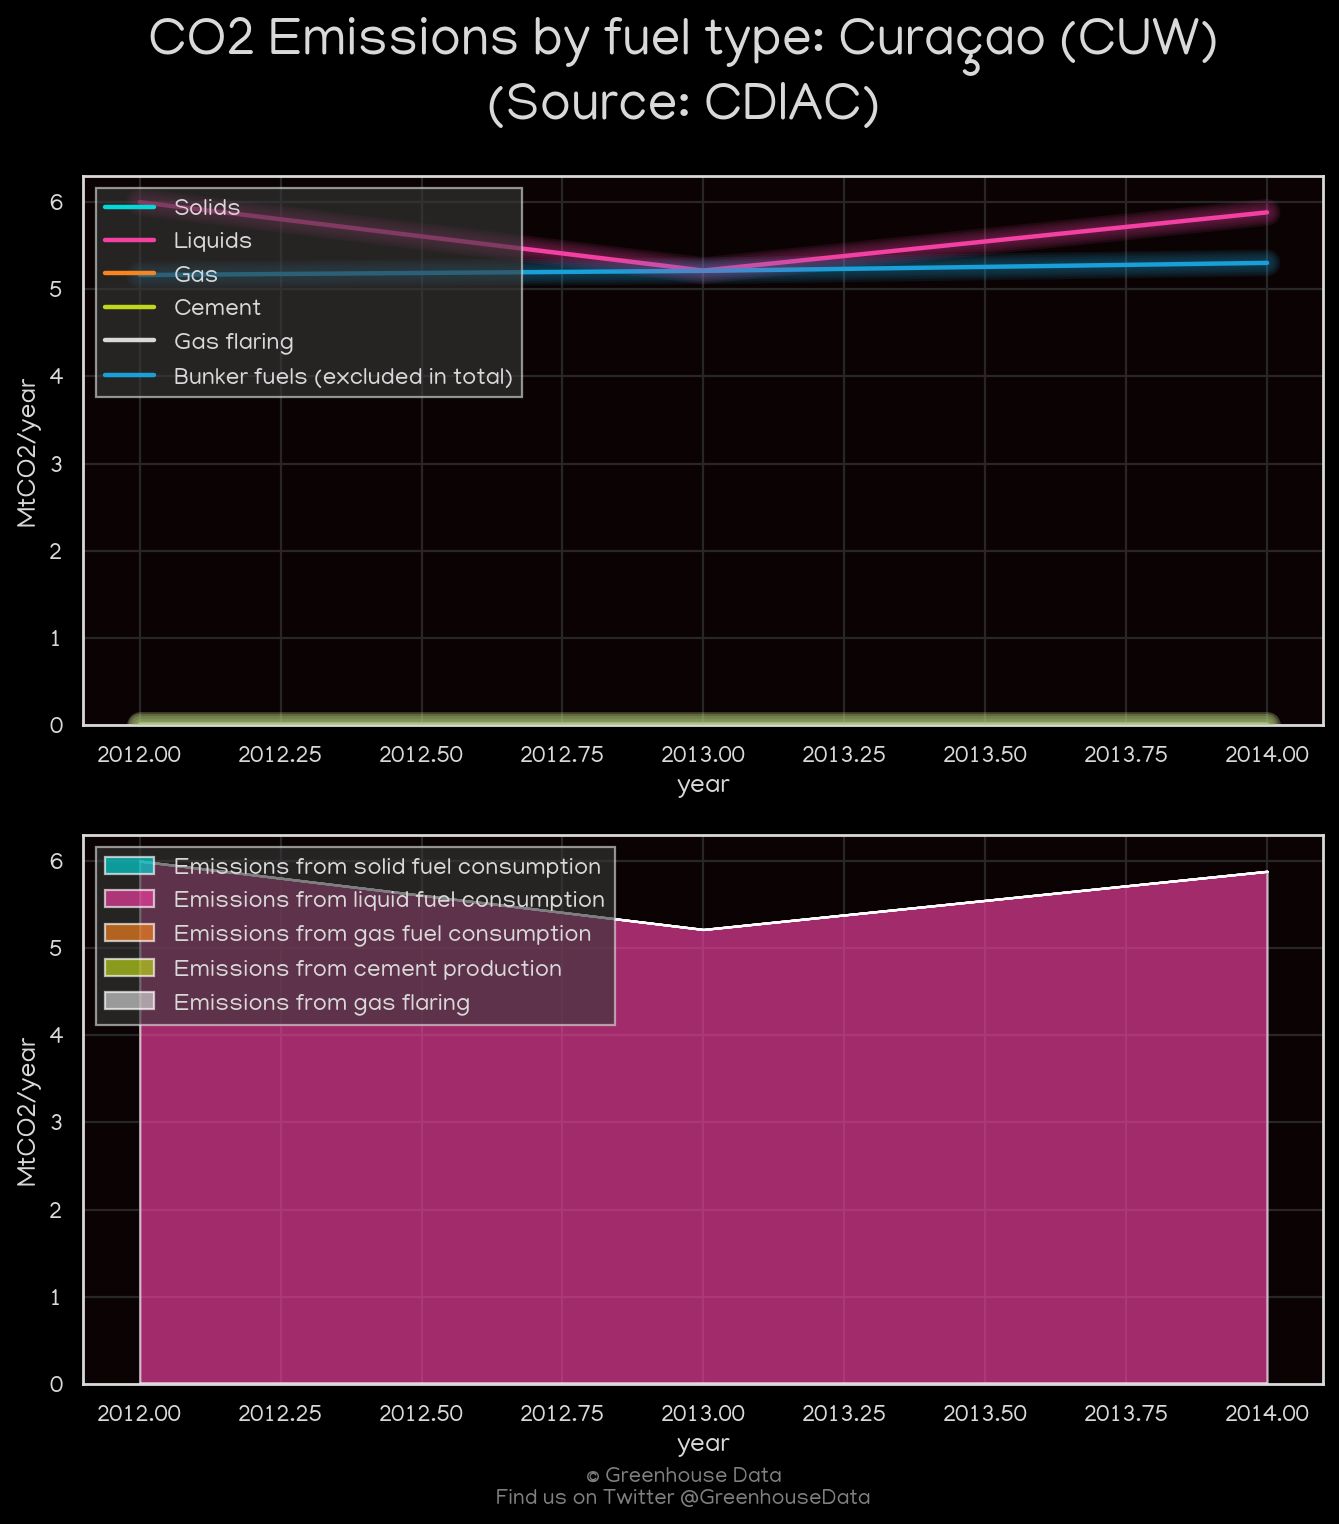 CO2 Emissions by fuel type: Curaçao (CUW)
(Source: CDIAC)
Solids
Liquids
Gas
Cement
Gas flaring
Bunker fuels (excluded in total)
MtCO2/year
6
5
4
3
2
1
0
2012.00 2012.25 2012.50 2012.75 2013.00 2013.25 2013.50 2013.75 2014.00
year
Emissions from solid fuel consumption
Emissions from liquid fuel consumption
Emissions from gas fuel consumption
Emissions from cement production
Emissions from gas flaring
MtCO2/year
6
5
4
3
2
1
0
2012.00 2012.25 2012.50 2012.75 2013.00 2013.25 2013.50 2013.75 2014.00
year
© Greenhouse Data
Find us on Twitter @GreenhouseData